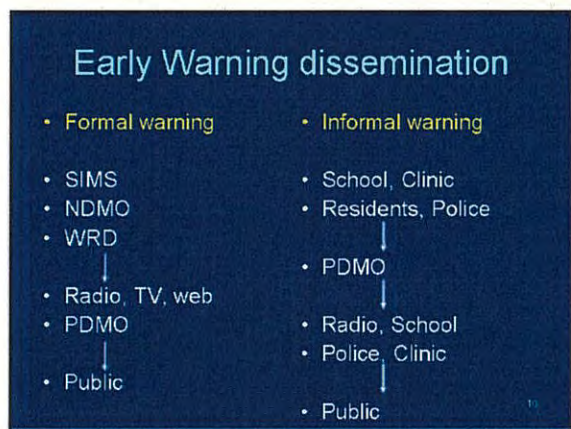 Early Warning dissemination
• Formal warning
• SIMS
• NDMO
• WRD
• Radio, TV, web
• PDMO
• Public
• Informal warning
• School, Clinic
• Residents, Police
• PDMO
• Radio, School
• Police, Clinic
• Public